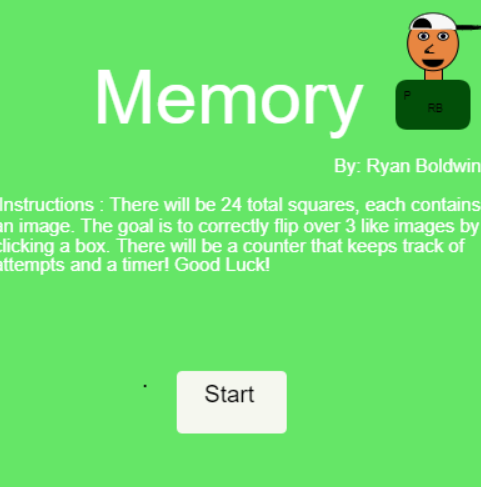 Memory
P
RB
By: Ryan Boldwin
Instructions : There will be 24 total squares, each contains
an image. The goal is to correctly flip over 3 like images by
clicking a box. There will be a counter that keeps track of
attempts and a timer! Good Luck!
Start